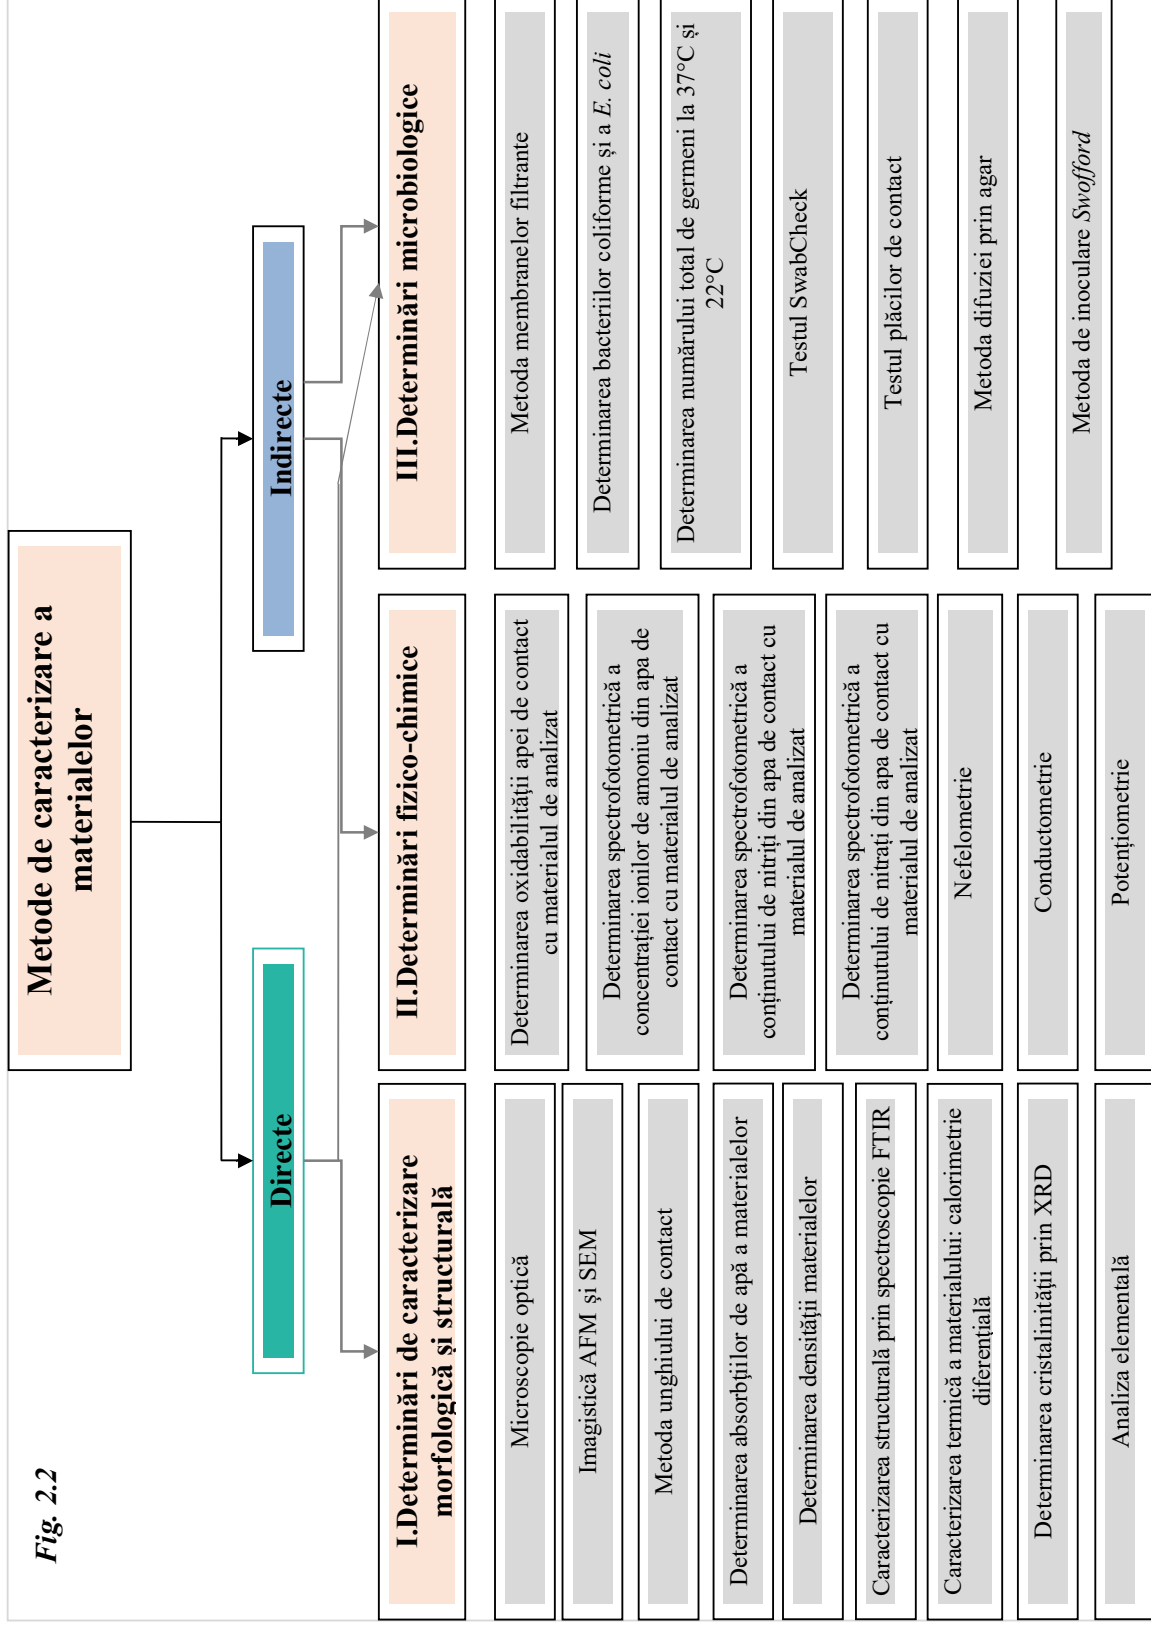 Fig. 2.2
Metode de caracterizare a
materialelor
Directe
Indirecte
I.Determinări de caracterizare
morfologică și structurală
Microscopie optică
Imagistică AFM și SEM
Metoda unghiului de contact
Determinarea absorbțiilor de apă a materialelor
Determinarea densității materialelor
Caracterizarea structurală prin spectroscopie FTIR
Caracterizarea termică a materialului: calorimetrie
diferențială
Determinarea cristalinității prin XRD
Analiza elementală
II.Determinări fizico-chimice
Determinarea oxidabilității apei de contact
cu materialul de analizat
Determinarea spectrofotometrică a
concentrației ionilor de amoniu din apa de
contact cu materialul de analizat
Determinarea spectrofotometrică a
conținutului de nitriți din apa de contact cu
materialul de analizat
Determinarea spectrofotometrică a
conținutului de nitrați din apa de contact cu
materialul de analizat
Nefelometrie
Conductometrie
Potențiometrie
III.Determinări microbiologice
Metoda membranelor filtrante
Determinarea bacteriilor coliforme și a E. coli
Determinarea numărului total de germeni la 37°C și
22°C
Testul SwabCheck
Testul plăcilor de contact
Metoda difuziei prin agar
Metoda de inoculare Swofford